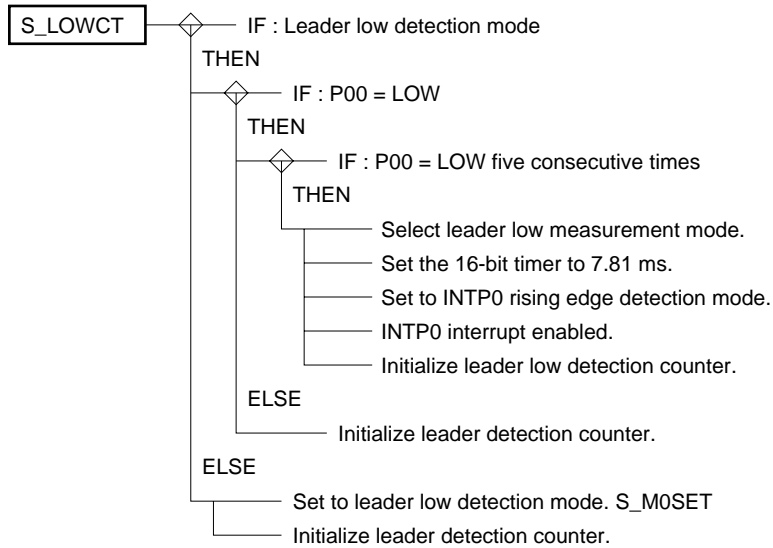 S_LOWCT IF : Leader low detection mode
THEN
IF : P00 = LOW
THEN
IF : P00 = LOW five consecutive times
THEN
Select leader low measurement mode.
Set the 16-bit timer to 7.81 ms.
Set to INTP0 rising edge detection mode.
INTP0 interrupt enabled.
Initialize leader low detection counter.
ELSE
Initialize leader detection counter.
ELSE
Set to leader low detection mode. S_M0SET
Initialize leader detection counter.